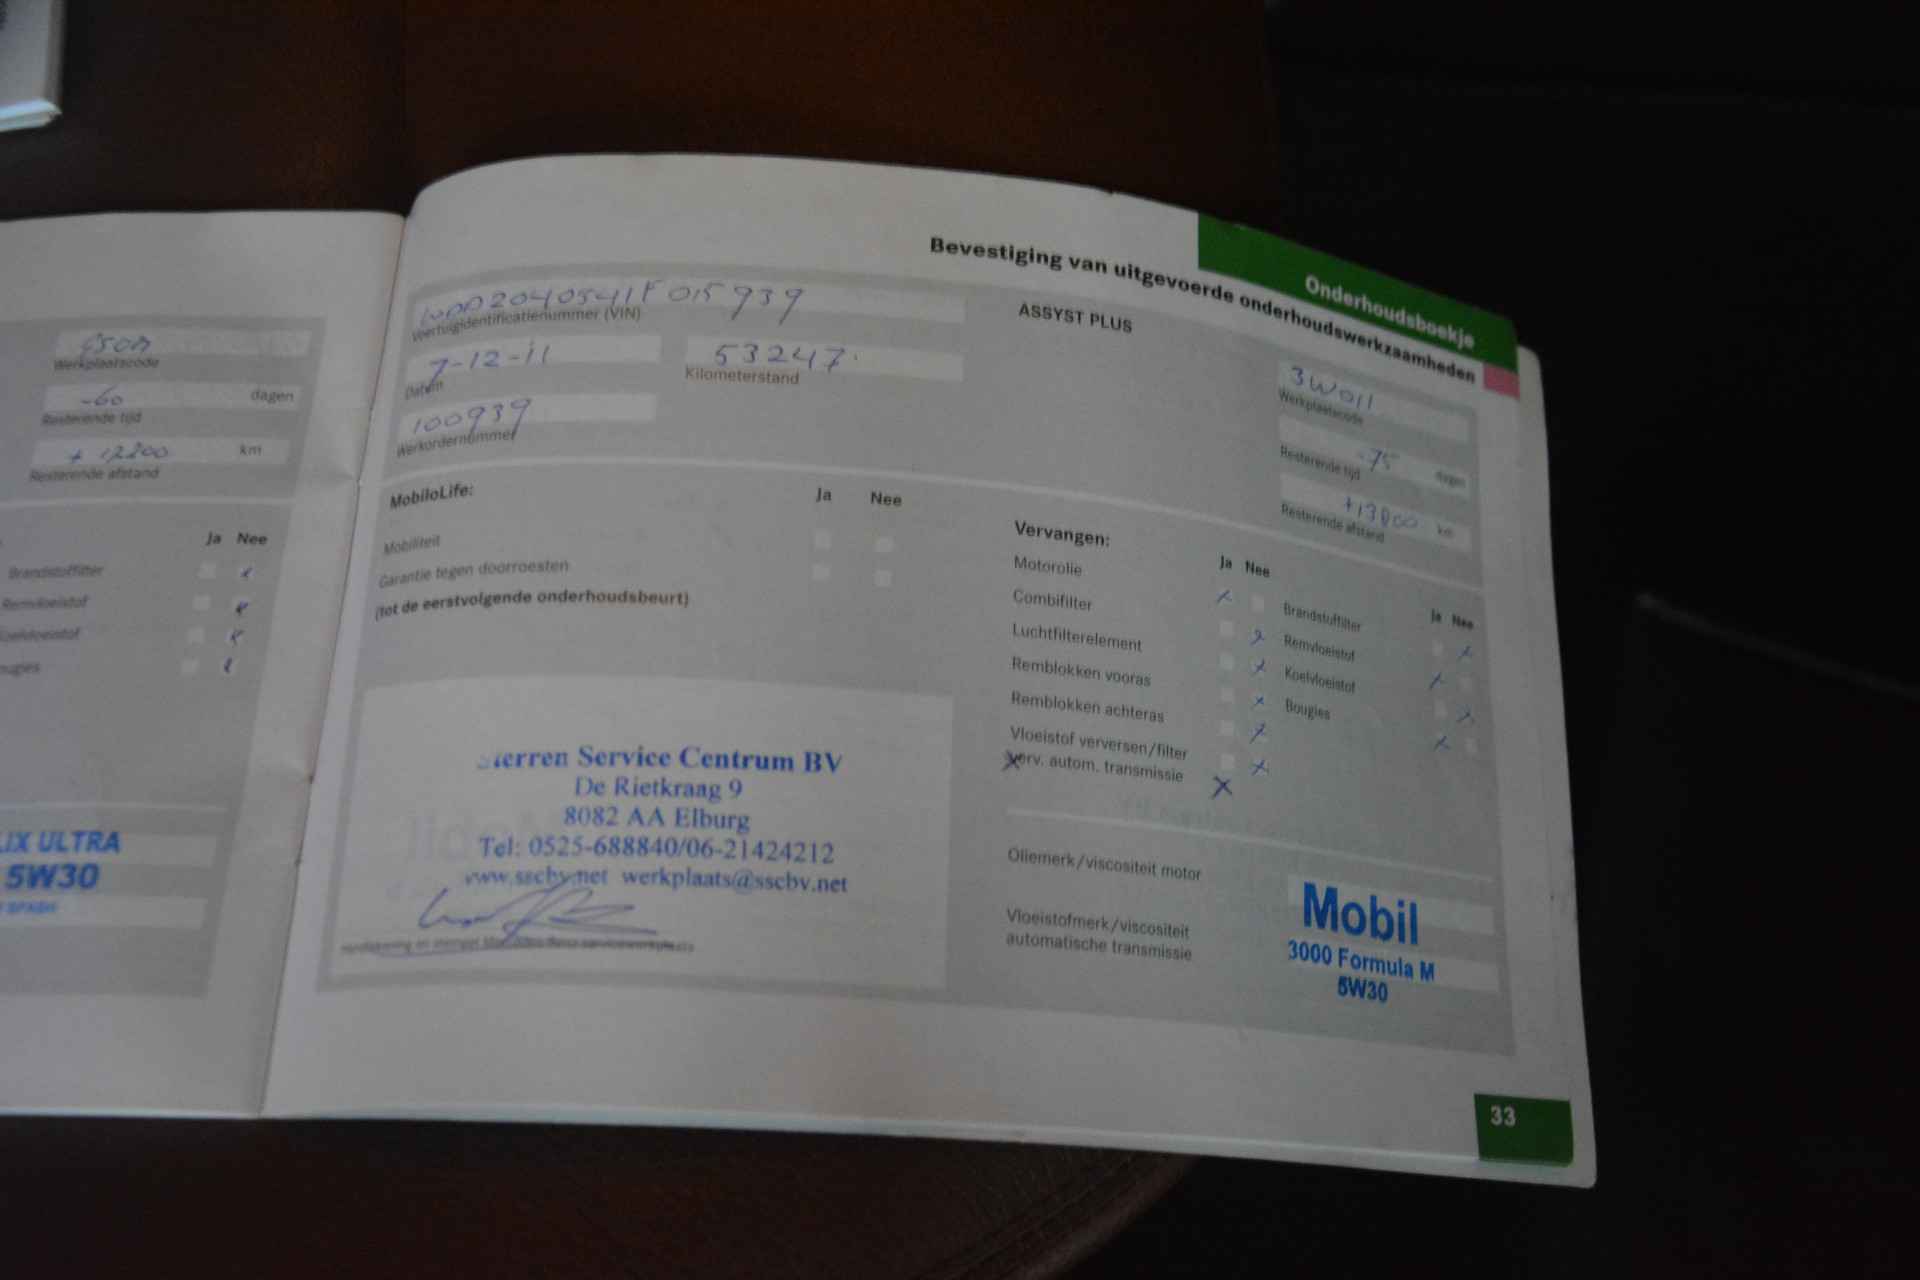 Werkplaatscode
-60 dagen
Resterende tijd
+ 12200 km
Resterende afstand
Ja Nee
Brandstoffilter
Remvloeistof
Koelvloeistof
ougies
LIX ULTRA
5W30
Onderhoudsboekje
Bevestiging van uitgevoerde onderhoudswerkzaamheden
Voertuigidentificatienummer (VIN)
ASSYST PLUS
7-12-11
Datum
53247
Kilometerstand
100939
Werkordernummer
3W011
Werkplaatscode
-75 dagen
Resterende tijd
km
Resterende afstand
MobiloLife:
Ja Nee
Mobiliteit
Garantie tegen doorroesten
(tot de eerstvolgende onderhoudsbeurt)
Sterren Service Centrum BV
De Rietkraag 9
8082 AA Elburg
Tel: 0525-688840/06-21424212
www.sscbv.net werkplaats@sscbv.net
Vervangen:
Ja Nee
Motorolie
Combifilter
Luchtfilterelement
Remblokken vooras
Remblokken achteras
Vloeistof verversen/filter
verv. autom. transmissie
Ja Nee
Brandstoffilter
Remvloeistof
Koelvloeistof
Bougies
Oliemerk/viscositeit motor
Vloeistofmerk/viscositeit
automatische transmissie
Mobil
3000 Formula M
5W30
33